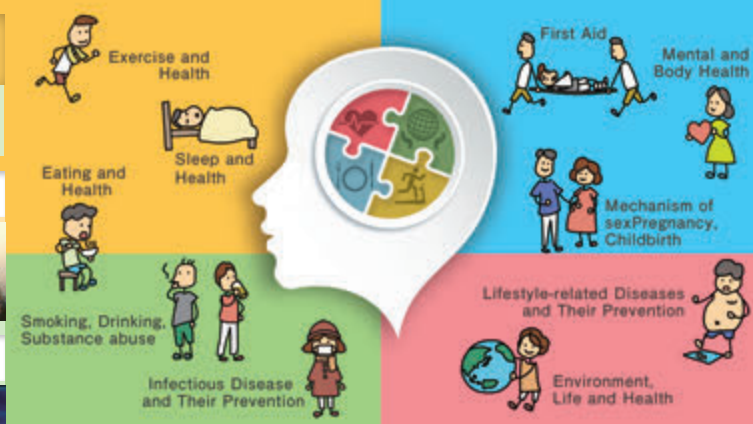 Exercise and
Health
Sleep and
Health
Eating and
Health
First Aid
Mental and
Body Health
Mechanism of
sexPregnancy,
Childbirth
Smoking, Drinking,
Substance abuse
Infectious Disease
and Their Prevention
Lifestyle-related Diseases
and Their Prevention
Environment,
Life and Health